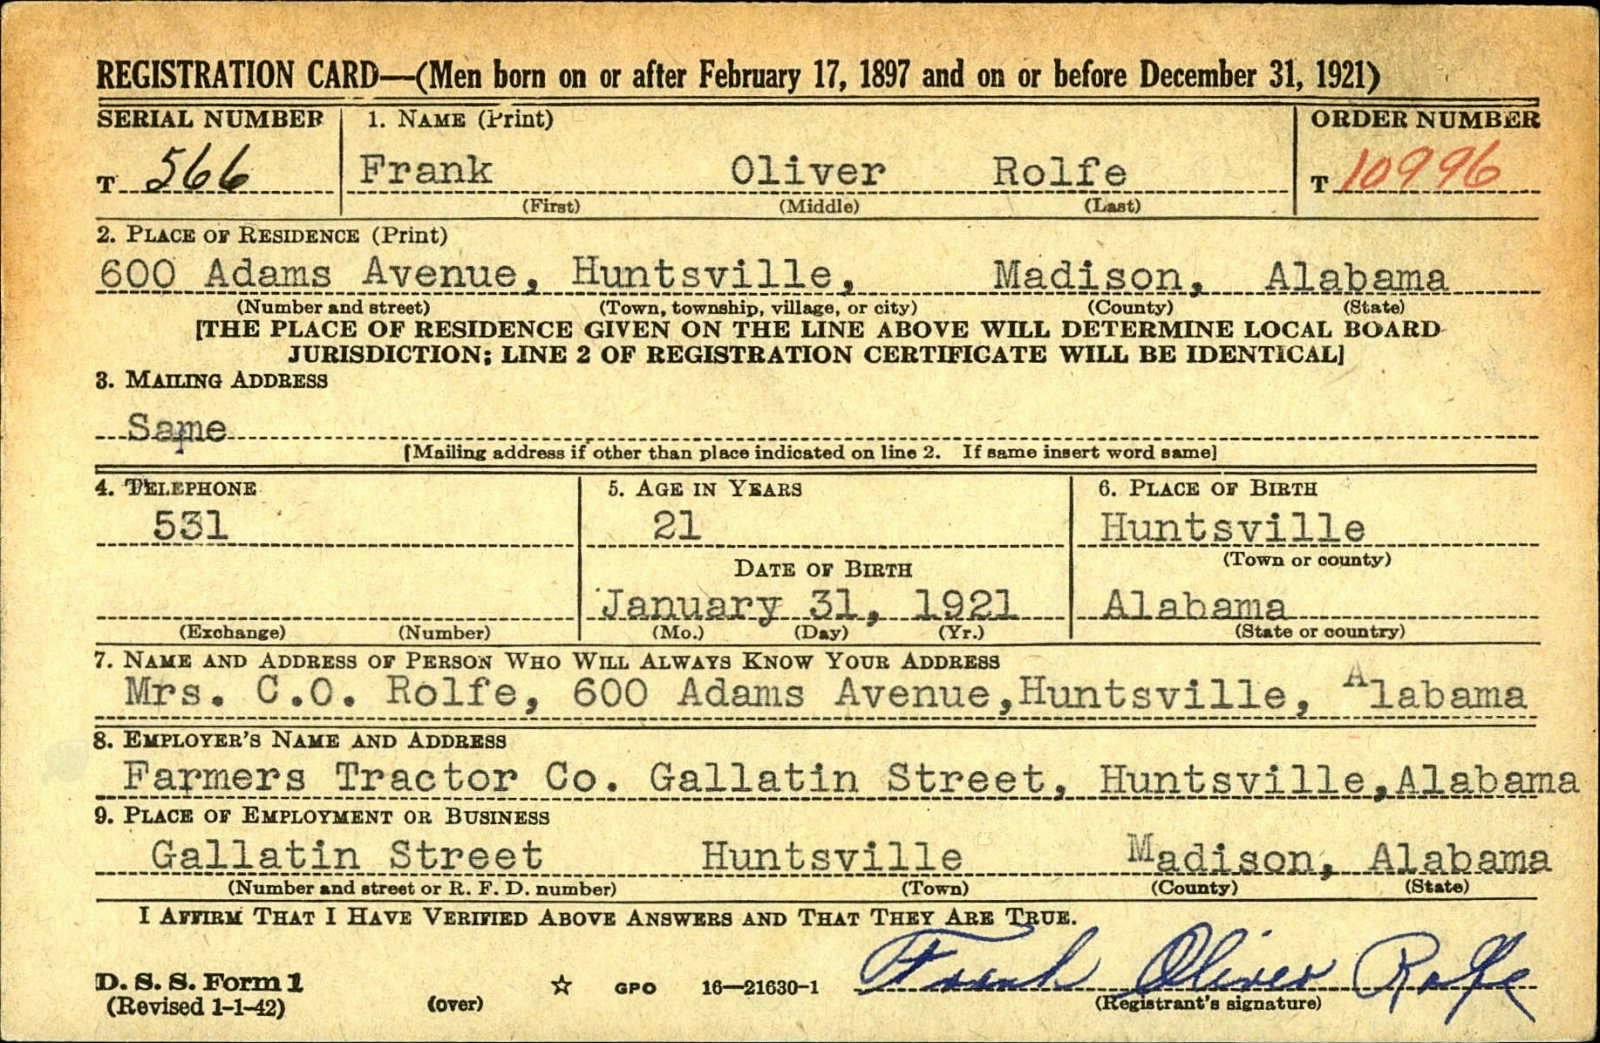 REGISTRATION CARD—(Men born on or after February 17, 1897 and on or before December 31, 1921)
SERIAL NUMBER 1. NAME (Print) ORDER NUMBER
T 566 Frank Oliver Rolfe T 10996
(First) (Middle) (Last)
2. PLACE OF RESIDENCE (Print)
600 Adams Avenue, Huntsville, Madison, Alabama
(Number and street) (Town, township, village, or city) (County) (State)
[THE PLACE OF RESIDENCE GIVEN ON THE LINE ABOVE WILL DETERMINE LOCAL BOARD
JURISDICTION; LINE 2 OF REGISTRATION CERTIFICATE WILL BE IDENTICAL]
3. MAILING ADDRESS
Same
[Mailing address if other than place indicated on line 2. If same insert word same]
4. TELEPHONE 5. AGE IN YEARS 6. PLACE OF BIRTH
531 21 Huntsville
(Town or county)
DATE OF BIRTH
January 31, 1921 Alabama
(Exchange) (Number) (Mo.) (Day) (Yr.) (State or country)
7. NAME AND ADDRESS OF PERSON WHO WILL ALWAYS KNOW YOUR ADDRESS
Mrs. C.O. Rolfe, 600 Adams Avenue,Huntsville, Alabama
8. EMPLOYER'S NAME AND ADDRESS
Farmers Tractor Co. Gallatin Street, Huntsville,Alabama
9. PLACE OF EMPLOYMENT OR BUSINESS
Gallatin Street Huntsville Madison, Alabama
(Number and street or R. F. D. number) (Town) (County) (State)
I AFFIRM THAT I HAVE VERIFIED ABOVE ANSWERS AND THAT THEY ARE TRUE.
Frank Oliver Rolfe
D. S. S. Form 1
(Revised 1-1-42) (over) ☆ GPO 16—21630-1 (Registrant's signature)